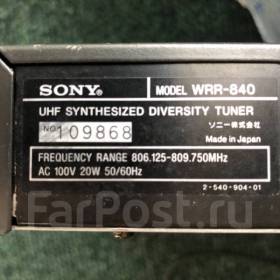 SONY® MODEL WRR-840
UHF SYNTHESIZED DIVERSITY TUNER
NO. 109868 ソニー株式会社
Made in Japan
FREQUENCY RANGE 806.125-809.750MHz
AC 100V 20W 50/60Hz
2-540-904-01
FarPost.ru